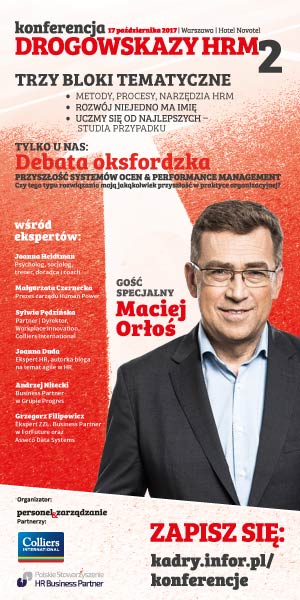 konferencja 17 października 2017 | Warszawa | Hotel Novotel
DROGOWSKAZY HRM 2
TRZY BLOKI TEMATYCZNE
• METODY, PROCESY, NARZĘDZIA HRM
• ROZWÓJ NIEJEDNO MA IMIĘ
• UCZMY SIĘ OD NAJLEPSZYCH –
STUDIA PRZYPADKU
TYLKO U NAS:
Debata oksfordzka
PRZYSZŁOŚĆ SYSTEMÓW OCEN & PERFORMANCE MANAGEMENT
Czy tego typu rozwiązania mają jakąkolwiek przyszłość w praktyce organizacyjnej?
wśród
ekspertów:
Joanna Heidtman
Psycholog, socjolog,
trener, doradca i coach
Małgorzata Czernecka
Prezes zarządu Human Power
Sylwia Pędzińska
Partner i Dyrektor,
Workplace Innovation,
Colliers International
Joanna Duda
Ekspert HR, autorka bloga
na temat agile w HR
Andrzej Nitecki
Business Partner
w Grupie Progres
Grzegorz Filipowicz
Ekspert ZZL, Business Partner
w ForFuture oraz
Asseco Data Systems
GOŚĆ
SPECJALNY
Maciej
Orłoś
Organizator:
personel&zarządzanie
Partnerzy:
Colliers
INTERNATIONAL
Polskie Stowarzyszenie
HR Business Partner
ZAPISZ SIĘ:
kadry.infor.pl/
konferencje